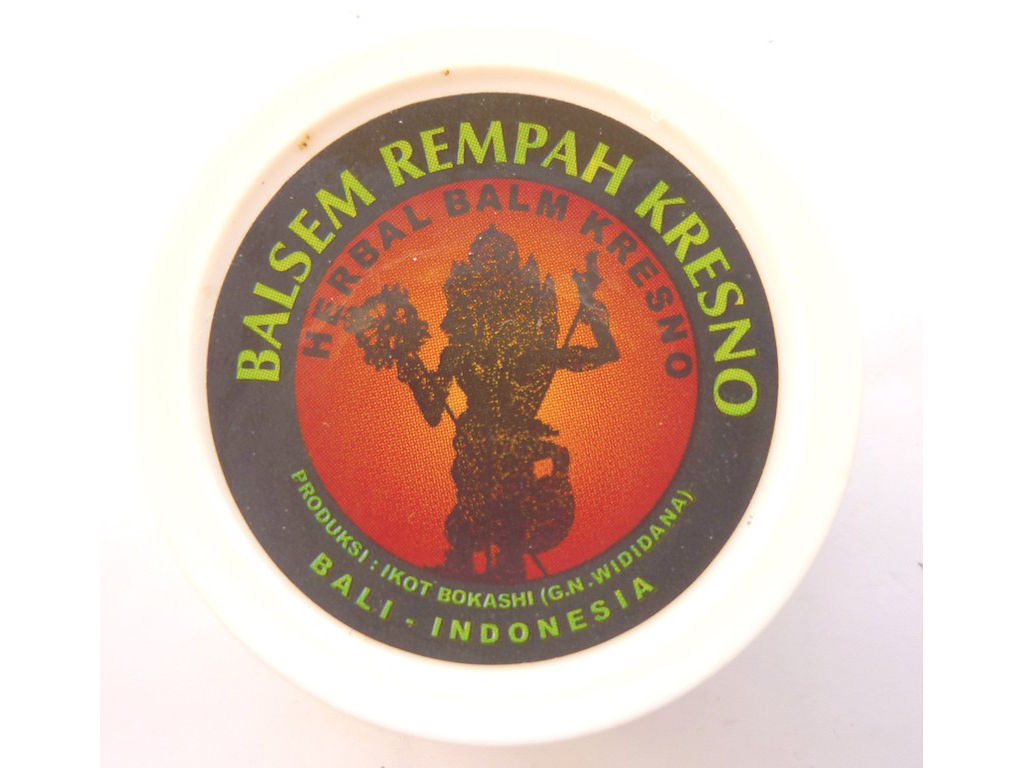 BALSEM REMPAH KRESNO
HERBAL BALM KRESNO
PRODUKSI : IKOT BOKASHI (G.N. WIDIDANA)
BALI - INDONESIA